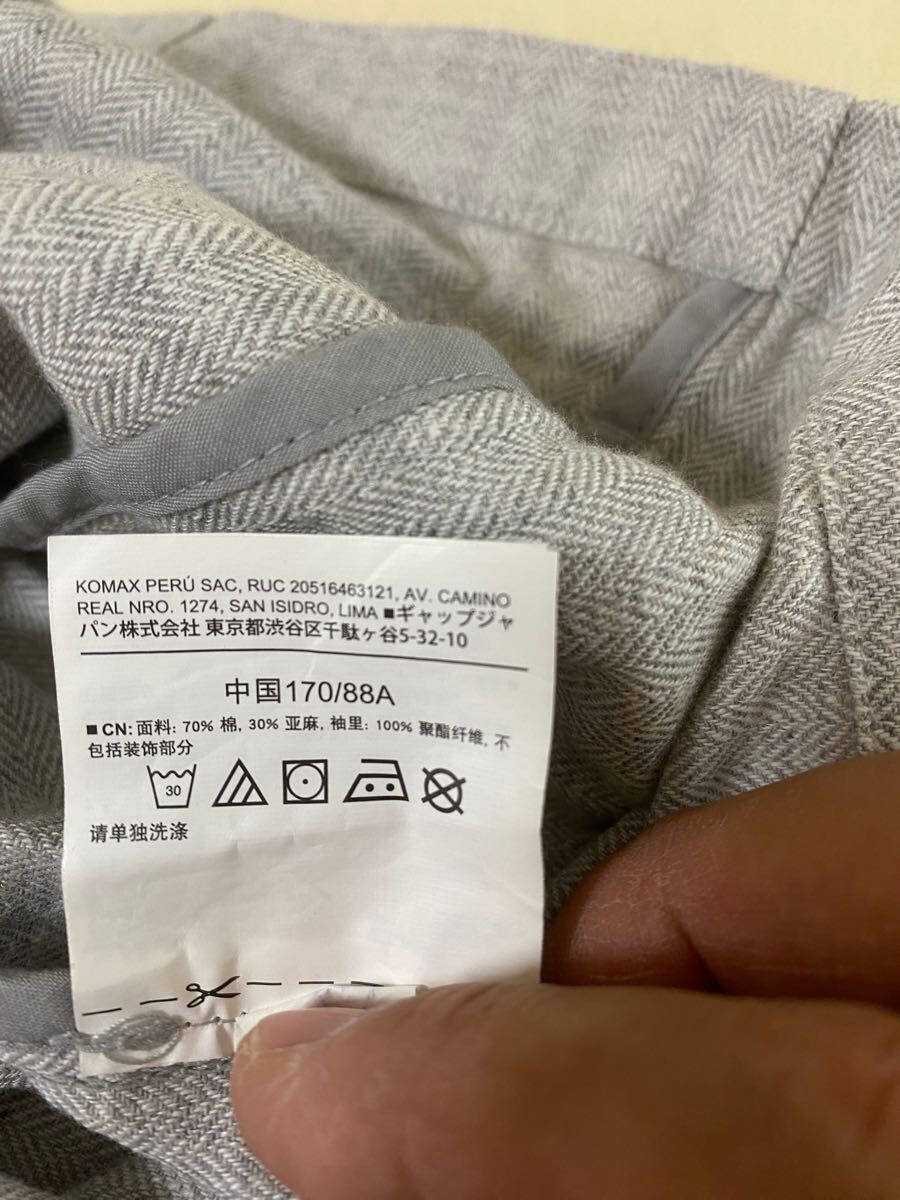 KOMAX PERÚ SAC, RUC 20516463121, AV. CAMINO
REAL NRO. 1274, SAN ISIDRO, LIMA ■ギャップジャ
パン株式会社 東京都渋谷区千駄ヶ谷5-32-10
中国170/88A
■ CN: 面料: 70% 棉, 30% 亚麻, 袖里: 100% 聚酯纤维, 不
包括装饰部分
30
请单独洗涤